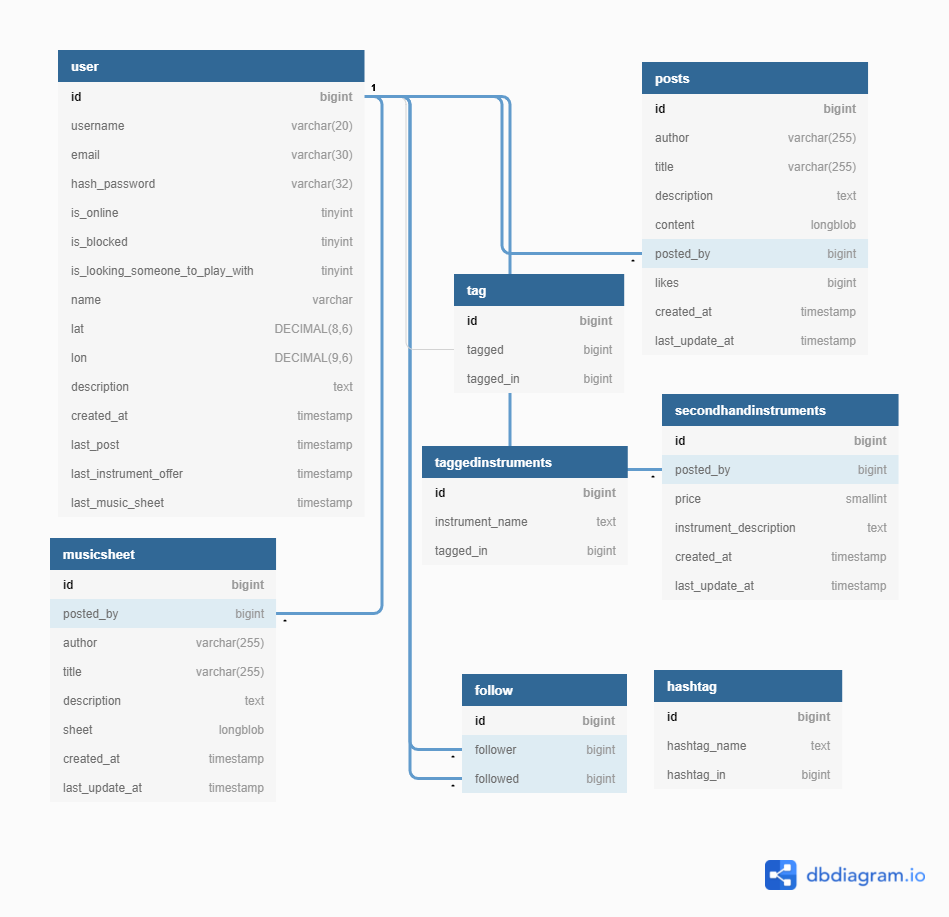 user
id bigint
username varchar(20)
email varchar(30)
hash_password varchar(32)
is_online tinyint
is_blocked tinyint
is_looking_someone_to_play_with tinyint
name varchar
lat DECIMAL(8,6)
lon DECIMAL(9,6)
description text
created_at timestamp
last_post timestamp
last_instrument_offer timestamp
last_music_sheet timestamp
1
posts
id bigint
author varchar(255)
title varchar(255)
description text
content longblob
posted_by bigint
likes bigint
created_at timestamp
last_update_at timestamp
tag
id bigint
tagged bigint
tagged_in bigint
secondhandinstruments
id bigint
posted_by bigint
price smallint
instrument_description text
created_at timestamp
last_update_at timestamp
taggedinstruments
id bigint
instrument_name text
tagged_in bigint
musicsheet
id bigint
posted_by bigint
author varchar(255)
title varchar(255)
description text
sheet longblob
created_at timestamp
last_update_at timestamp
follow
id bigint
follower bigint
followed bigint
hashtag
id bigint
hashtag_name text
hashtag_in bigint
dbdiagram.io